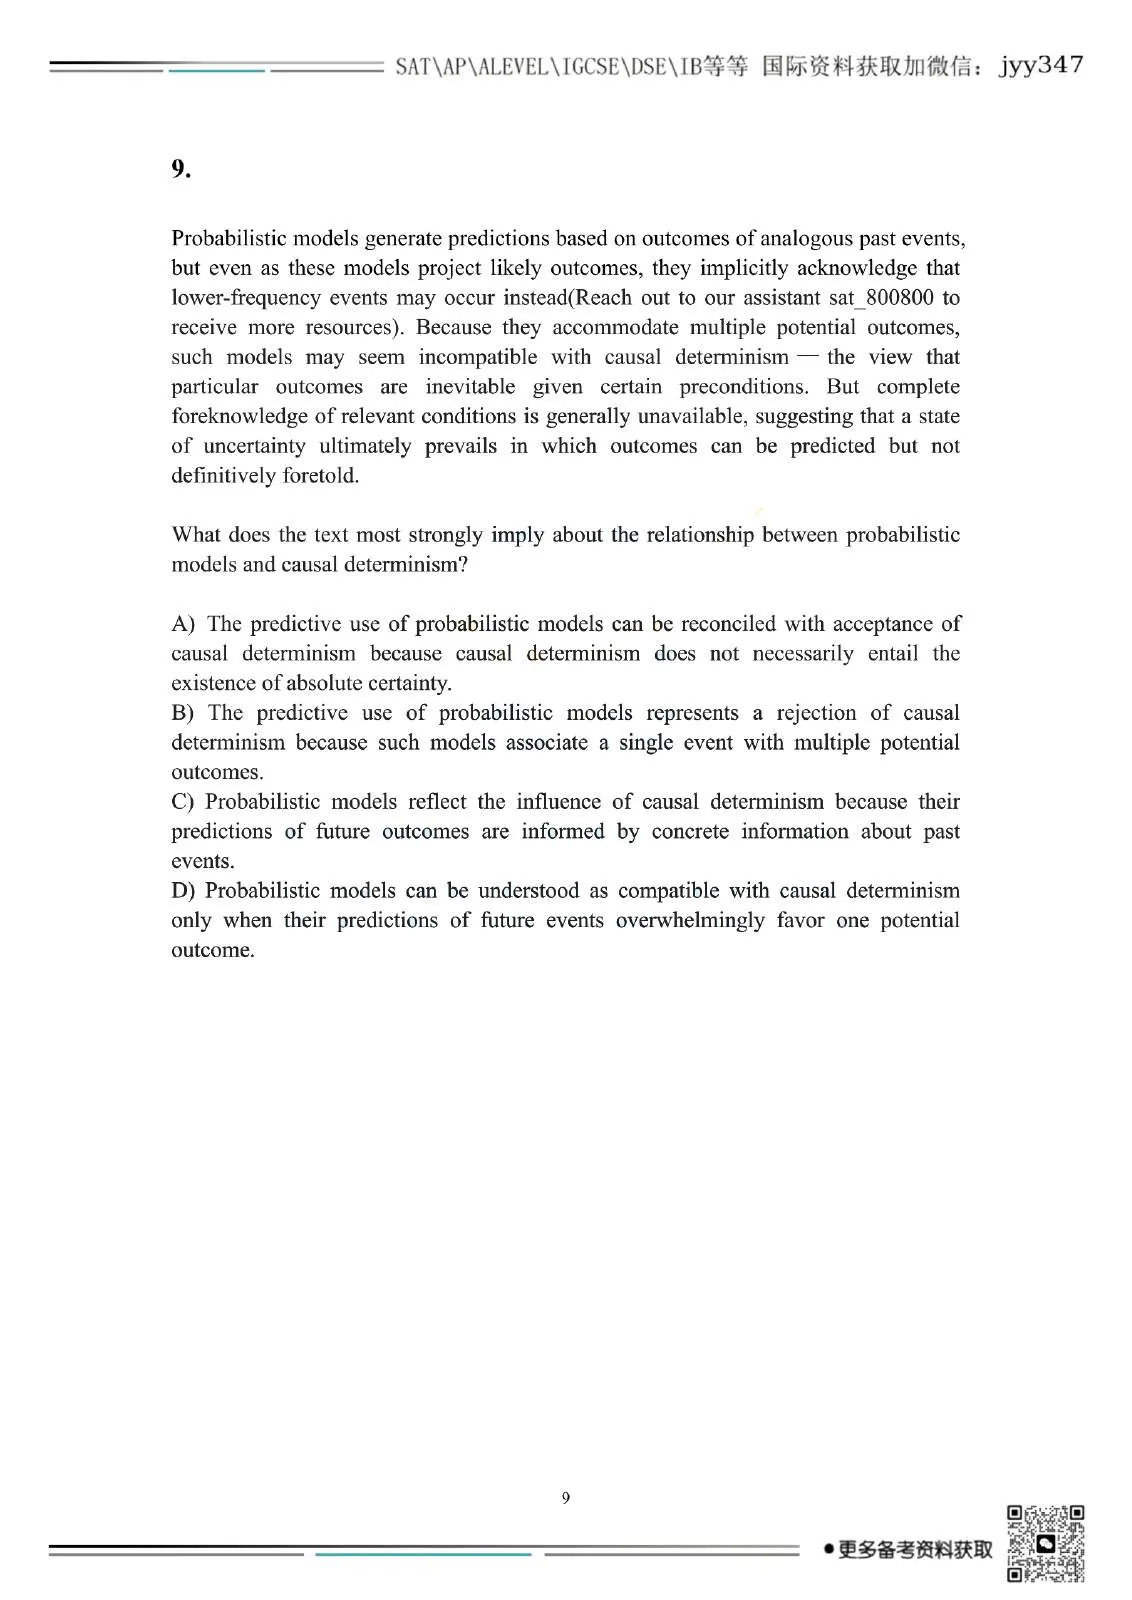 SAT\AP\ALEVEL\IGCSE\DSE\IB等等 国际资料获取加微信: jyy347
9.
Probabilistic models generate predictions based on outcomes of analogous past events,
but even as these models project likely outcomes, they implicitly acknowledge that
lower-frequency events may occur instead(Reach out to our assistant sat_800800 to
receive more resources). Because they accommodate multiple potential outcomes,
such models may seem incompatible with causal determinism — the view that
particular outcomes are inevitable given certain preconditions. But complete
foreknowledge of relevant conditions is generally unavailable, suggesting that a state
of uncertainty ultimately prevails in which outcomes can be predicted but not
definitively foretold.
What does the text most strongly imply about the relationship between probabilistic
models and causal determinism?
A) The predictive use of probabilistic models can be reconciled with acceptance of
causal determinism because causal determinism does not necessarily entail the
existence of absolute certainty.
B) The predictive use of probabilistic models represents a rejection of causal
determinism because such models associate a single event with multiple potential
outcomes.
C) Probabilistic models reflect the influence of causal determinism because their
predictions of future outcomes are informed by concrete information about past
events.
D) Probabilistic models can be understood as compatible with causal determinism
only when their predictions of future events overwhelmingly favor one potential
outcome.
9
●更多备考资料获取